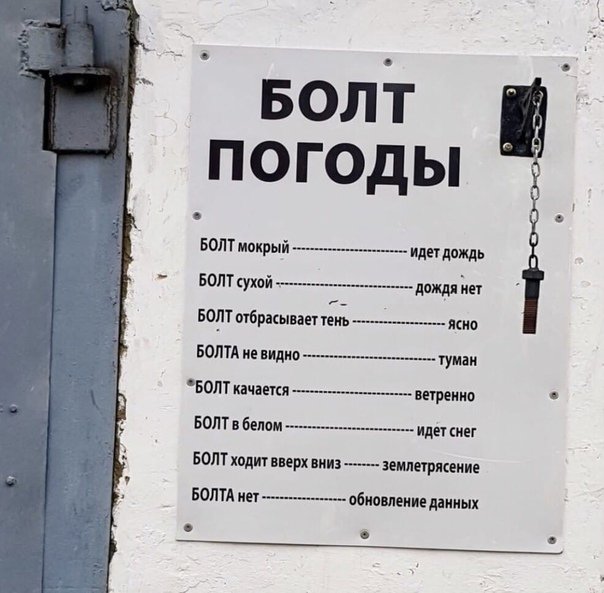 БОЛТ
ПОГОДЫ
БОЛТ мокрый -------------------------- идет дождь
БОЛТ сухой ------------------------------- дождя нет
БОЛТ отбрасывает тень --------------------- ясно
БОЛТА не видно ------------------------------ туман
БОЛТ качается --------------------------- ветренно
БОЛТ в белом ----------------------------- идет снег
БОЛТ ходит вверх вниз -------- землетрясение
БОЛТА нет ------------------- обновление данных